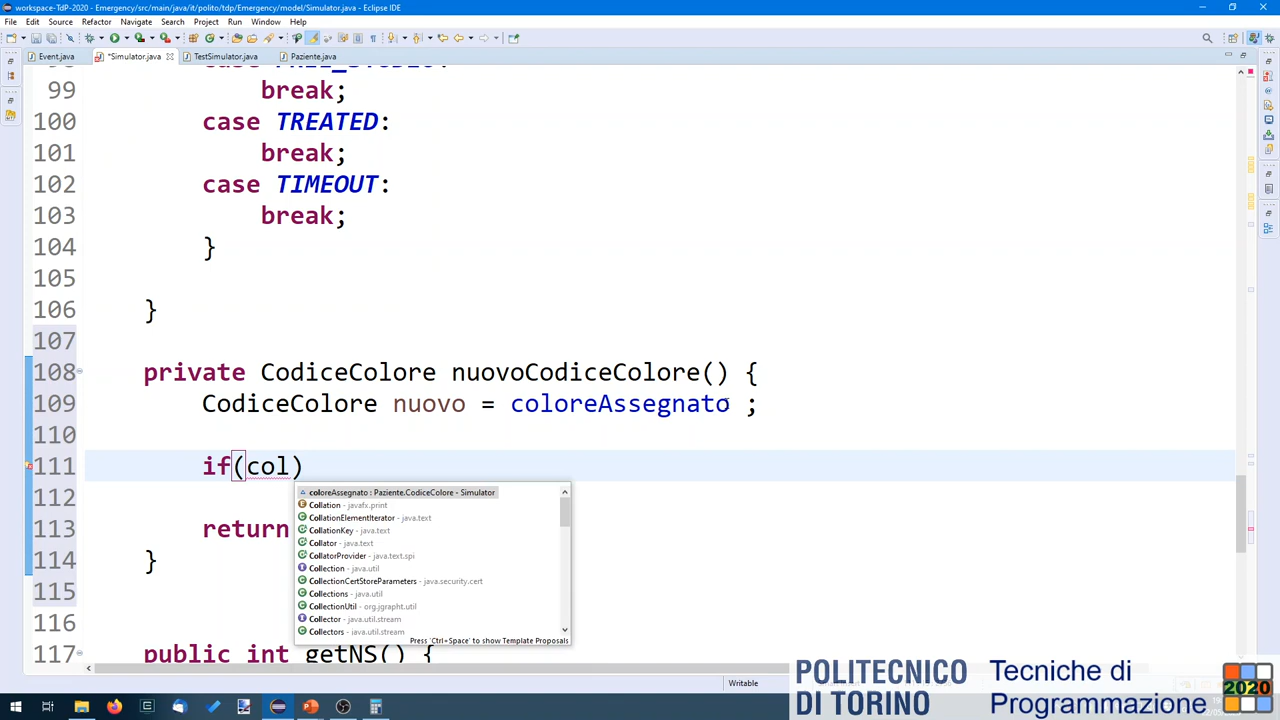 workspace-TdP-2020 - Emergency/src/main/java/it/polito/tdp/Emergency/model/Simulator.java - Eclipse IDE
File Edit Source Refactor Navigate Search Project Run Window Help
Event.java *Simulator.java TestSimulator.java Paziente.java
99 break;
100 case TREATED:
101 break;
102 case TIMEOUT:
103 break;
104 }
105
106 }
107
108 private CodiceColore nuovoCodiceColore() {
109 CodiceColore nuovo = coloreAssegnato ;
110
111 if(col)
coloreAssegnato : Paziente.CodiceColore - Simulator
Collation - javafx.print
112 CollationElementIterator - java.text
CollationKey - java.text
113 return Collator - java.text
CollatorProvider - java.text.spi
114 } Collection - java.util
CollectionCertStoreParameters - java.security.cert
115 Collections - java.util
CollectionUtil - org.jgrapht.util
116 Collector - java.util.stream
Collectors - java.util.stream
Press 'Ctrl+Space' to show Template Proposals
117 public int getNS() {
Writable
POLITECNICO
DI TORINO
Tecniche di
Programmazione
2020